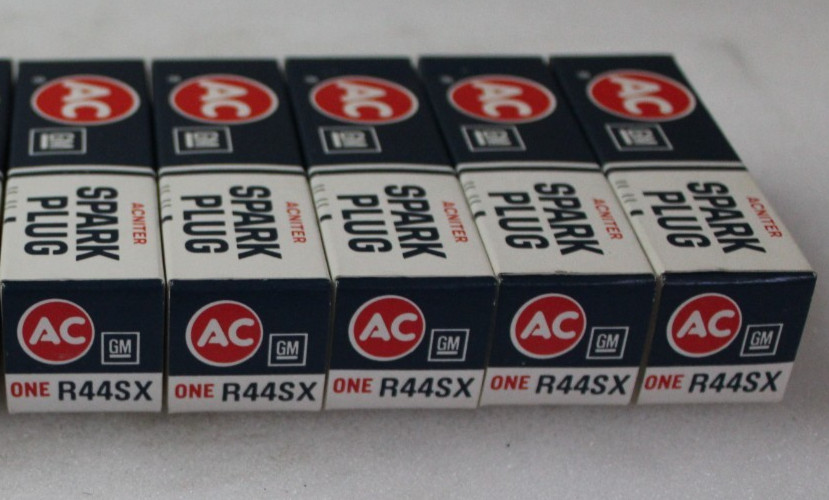 AC
GM
ACNITER
SPARK
PLUG
AC
GM
ONE R44SX
AC
GM
ACNITER
SPARK
PLUG
AC
GM
ONE R44SX
AC
GM
ACNITER
SPARK
PLUG
AC
GM
ONE R44SX
AC
GM
ACNITER
SPARK
PLUG
AC
GM
ONE R44SX
AC
GM
ACNITER
SPARK
PLUG
AC
GM
ONE R44SX